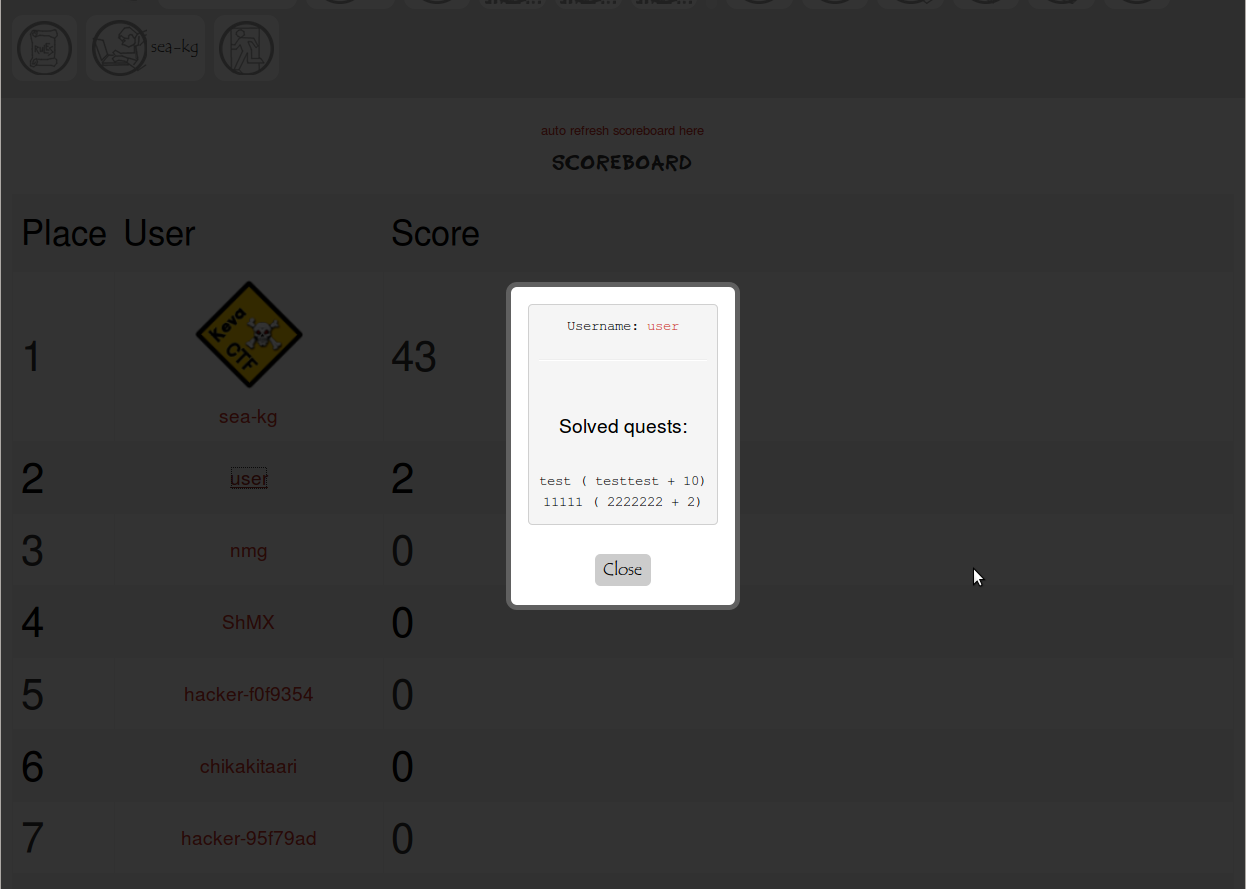 sea-kg
auto refresh scoreboard here
SCOREBOARD
Place User Score
1 Keva CTF sea-kg 43
2 user 2
3 nmg 0
4 ShMX 0
5 hacker-f0f9354 0
6 chikakitaari 0
7 hacker-95f79ad 0
Username: user
Solved quests:
test ( testtest + 10)
11111 ( 2222222 + 2)
Close